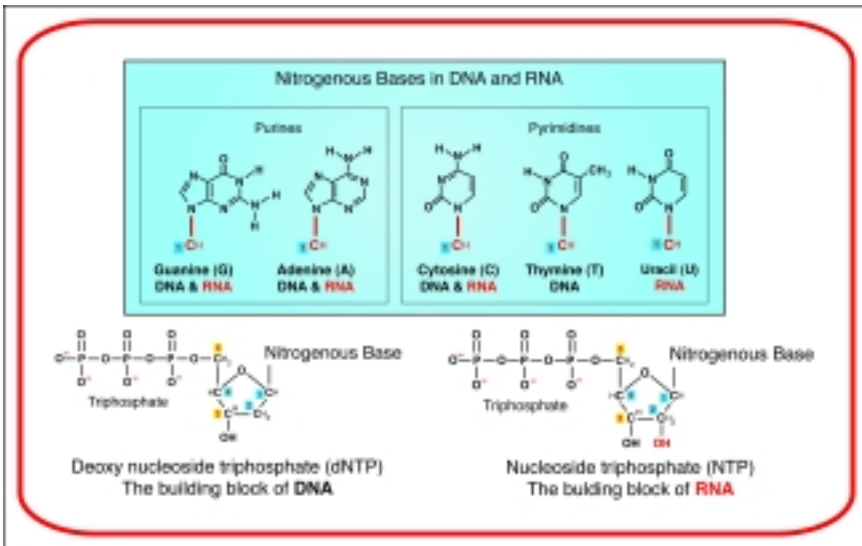 Nitrogenous Bases in DNA and RNA
Purines
Pyrimidines
Guanine (G)
DNA & RNA
Adenine (A)
DNA & RNA
Cytosine (C)
DNA & RNA
Thymine (T)
DNA
Uracil (U)
RNA
Nitrogenous Base
Triphosphate
OH
Deoxy nucleoside triphosphate (dNTP)
The building block of DNA
Nitrogenous Base
Triphosphate
OH OH
Nucleoside triphosphate (NTP)
The bulding block of RNA